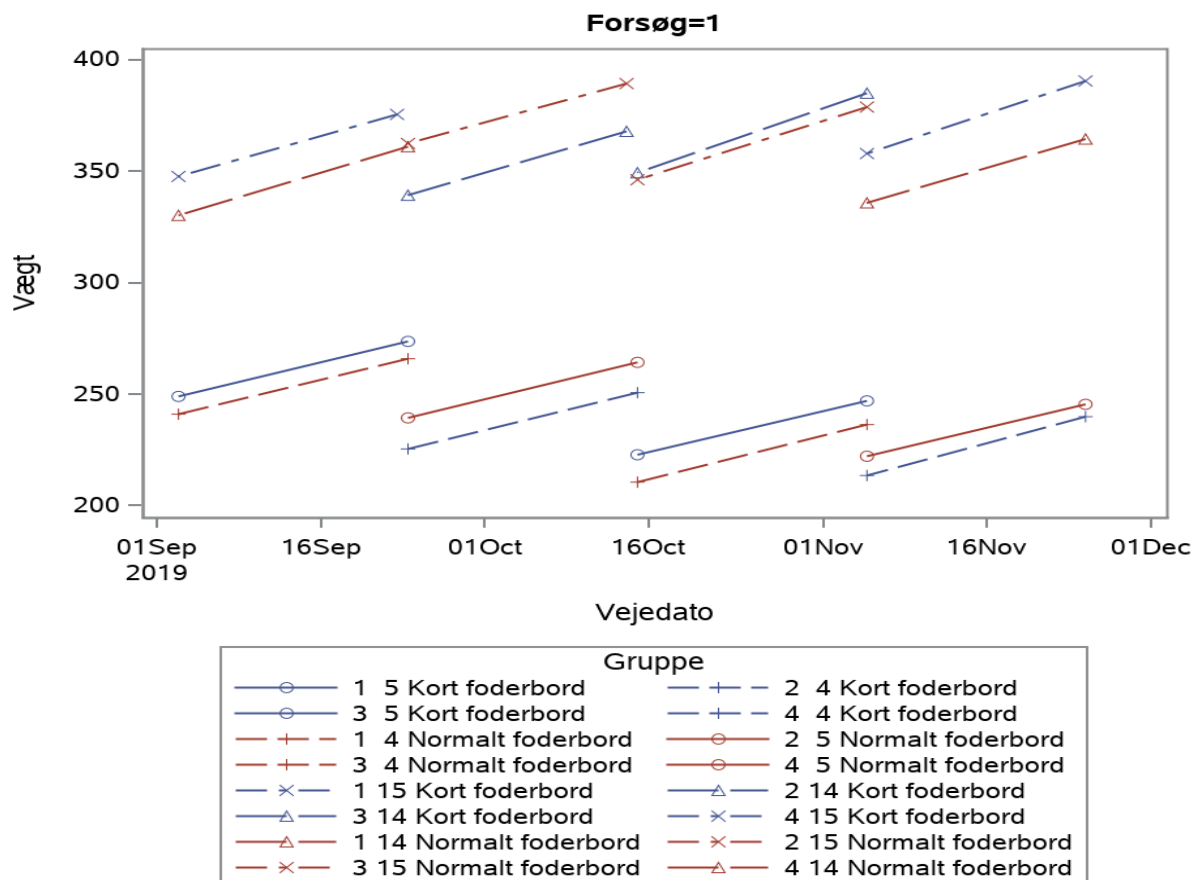 Forsøg=1
400
350
300
250
200
Vægt
01Sep 16Sep 01Oct 16Oct 01Nov 16Nov 01Dec
2019
Vejedato
Gruppe
1 5 Kort foderbord 2 4 Kort foderbord
3 5 Kort foderbord 4 4 Kort foderbord
1 4 Normalt foderbord 2 5 Normalt foderbord
3 4 Normalt foderbord 4 5 Normalt foderbord
1 15 Kort foderbord 2 14 Kort foderbord
3 14 Kort foderbord 4 15 Kort foderbord
1 14 Normalt foderbord 2 15 Normalt foderbord
3 15 Normalt foderbord 4 14 Normalt foderbord